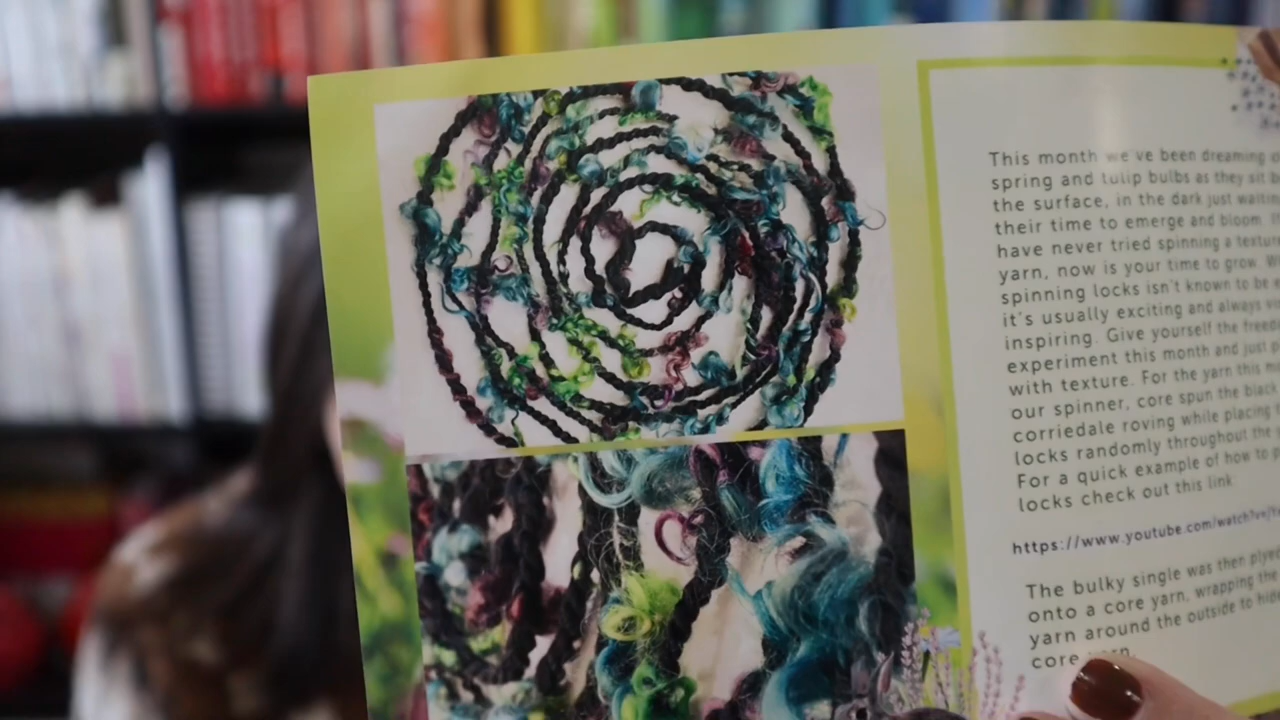 This month we've been dreaming
spring and tulip bulbs as they sit
the surface, in the dark just waiting
their time to emerge and bloom.
have never tried spinning a texture
yarn, now is your time to grow.
spinning locks isn't known to be
it's usually exciting and always
inspiring. Give yourself the freed
experiment this month and just
with texture. For the yarn this
our spinner, core spun the black
corriedale roving while placing
locks randomly throughout the
For a quick example of how to
locks check out this link:
https://www.youtube.com/watch?v=
The bulky single was then plyed
onto a core yarn, wrapping the
yarn around the outside to hide
core yarn.